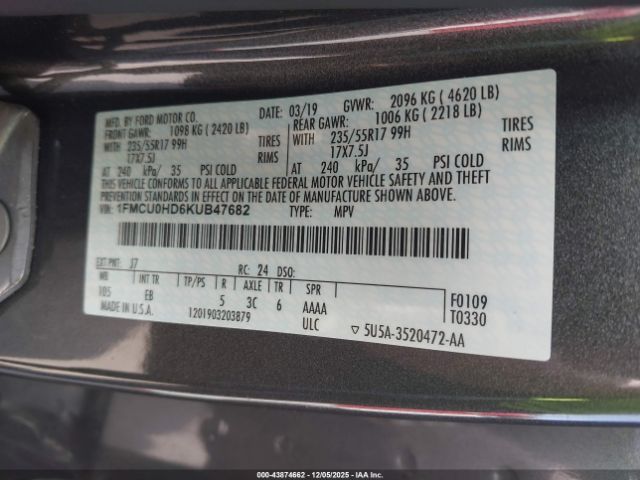 MFD. BY FORD MOTOR CO. DATE: 03/19 GVWR: 2096 KG ( 4620 LB)
FRONT GAWR: 1098 KG ( 2420 LB) REAR GAWR: 1006 KG ( 2218 LB)
WITH 235/55R17 99H TIRES WITH 235/55R17 99H TIRES
17X7.5J RIMS 17X7.5J RIMS
AT 240 kPa/ 35 PSI COLD AT 240 kPa/ 35 PSI COLD
THIS VEHICLE CONFORMS TO ALL APPLICABLE FEDERAL MOTOR VEHICLE SAFETY AND THEFT
PREVENTION STANDARDS IN EFFECT ON THE DATE OF MANUFACTURE SHOWN ABOVE.
VIN: 1FMCU0HD6KUB47682 TYPE: MPV
EXT PNT: J7 RC: 24 DSO:
WB INT TR TP/PS R AXLE TR SPR
105 EB 5 3C 6 AAAA F0109
MADE IN U.S.A. 1201903203879 ULC T0330
▽ 5U5A-3520472-AA
000-43874662 - 12/05/2025 - IAA Inc.